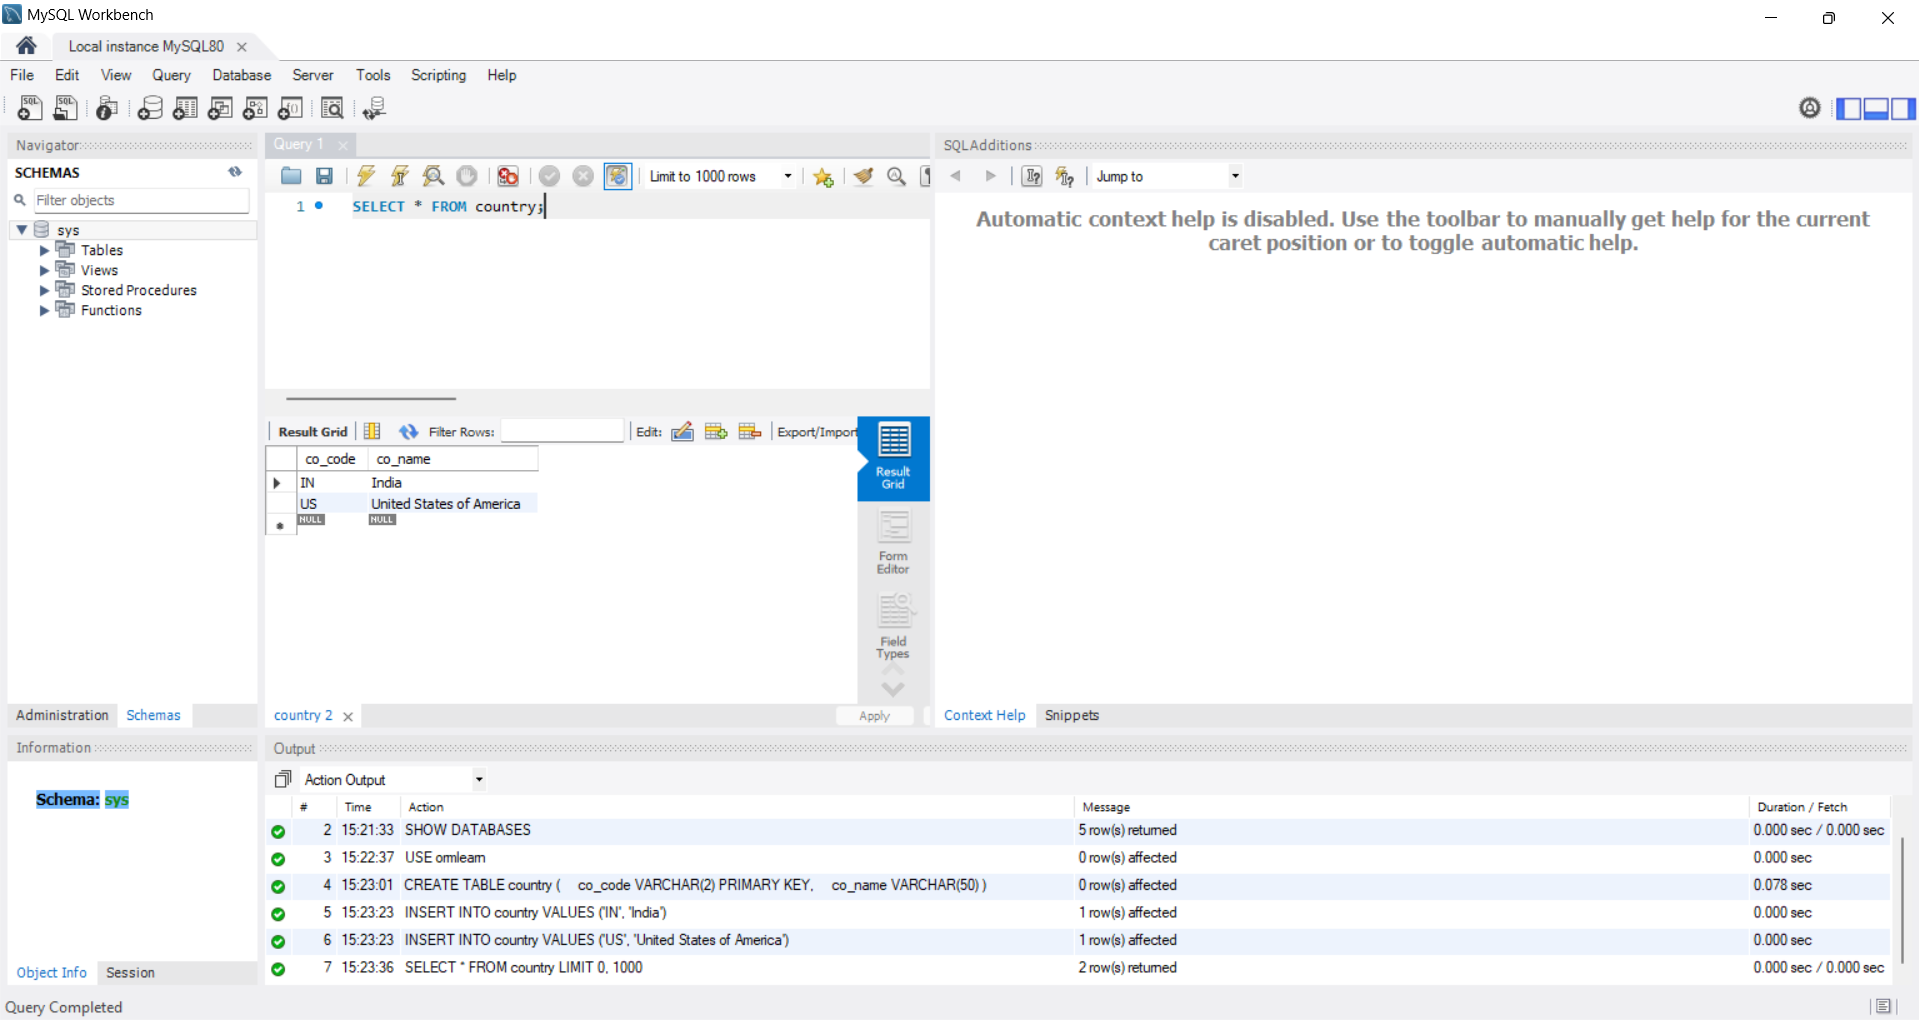 MySQL Workbench
Local instance MySQL80
File Edit View Query Database Server Tools Scripting Help
Navigator
SCHEMAS
Filter objects
sys
Tables
Views
Stored Procedures
Functions
Administration Schemas
Information
Schema: sys
Object Info Session
Query 1
Limit to 1000 rows
1 SELECT * FROM country;
Result Grid Filter Rows: Edit: Export/Import
co_code co_name
IN India
US United States of America
NULL NULL
Result
Grid
Form
Editor
Field
Types
country 2 Apply
SQLAdditions
Jump to
Automatic context help is disabled. Use the toolbar to manually get help for the current
caret position or to toggle automatic help.
Context Help Snippets
Output
Action Output
# Time Action Message Duration / Fetch
2 15:21:33 SHOW DATABASES 5 row(s) returned 0.000 sec / 0.000 sec
3 15:22:37 USE ormlearn 0 row(s) affected 0.000 sec
4 15:23:01 CREATE TABLE country ( co_code VARCHAR(2) PRIMARY KEY, co_name VARCHAR(50) ) 0 row(s) affected 0.078 sec
5 15:23:23 INSERT INTO country VALUES ('IN', 'India') 1 row(s) affected 0.000 sec
6 15:23:23 INSERT INTO country VALUES ('US', 'United States of America') 1 row(s) affected 0.000 sec
7 15:23:36 SELECT * FROM country LIMIT 0, 1000 2 row(s) returned 0.000 sec / 0.000 sec
Query Completed